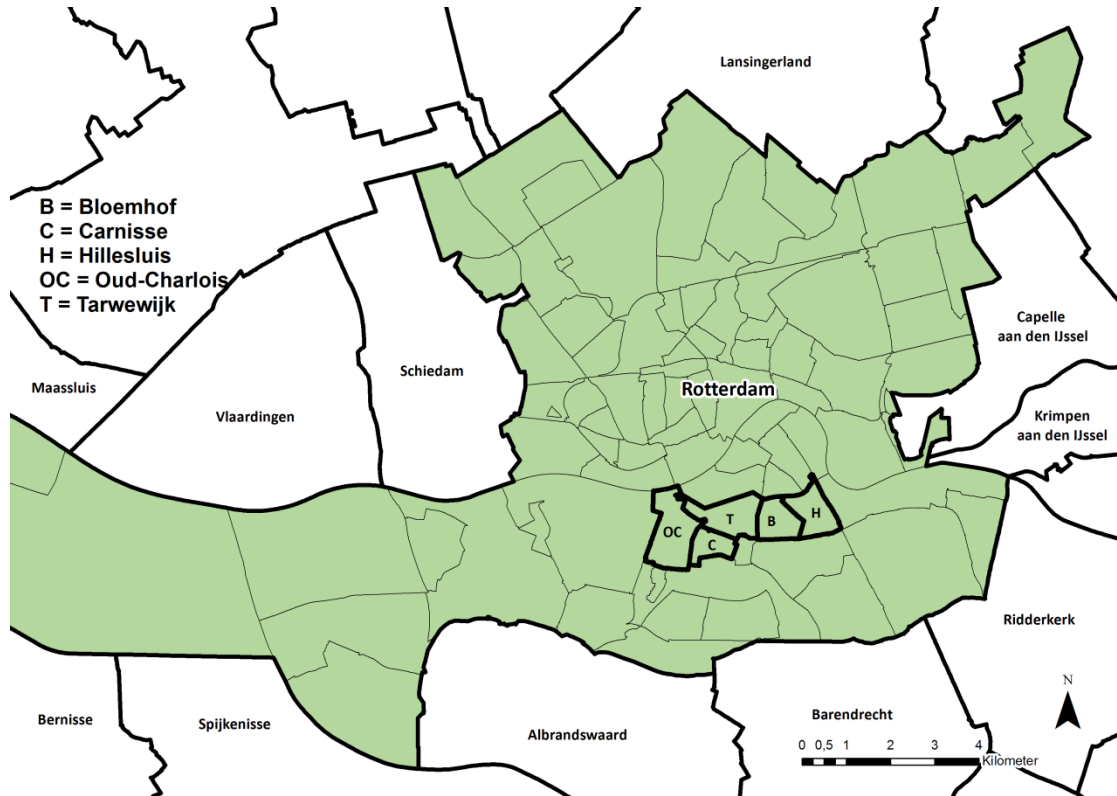 Lansingerland
B = Bloemhof
C = Carnisse
H = Hillesluis
OC = Oud-Charlois
T = Tarwewijk
Capelle
aan den IJssel
Maassluis
Schiedam
Rotterdam
Vlaardingen
Krimpen
aan den IJssel
OC
T
B
H
C
Ridderkerk
N
Bernisse
Spijkenisse
Albrandswaard
Barendrecht
0 0,5 1 2 3 4
Kilometer